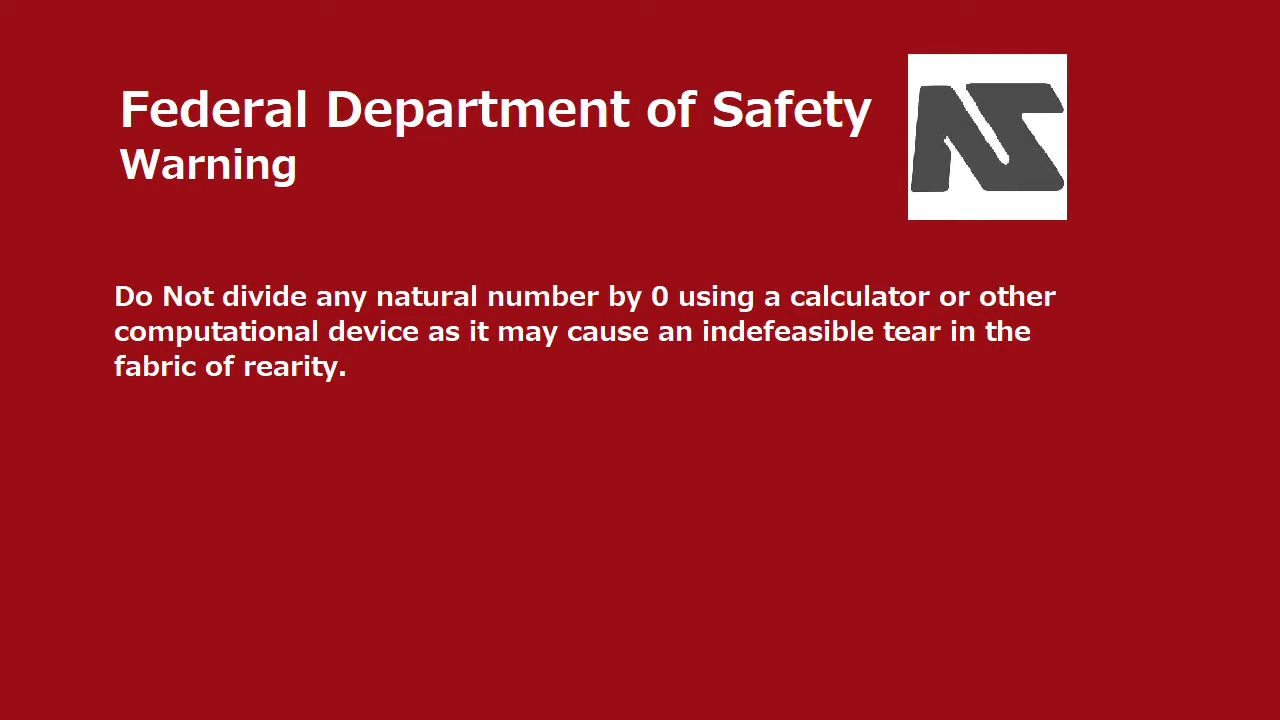 Federal Department of Safety
Warning
Do Not divide any natural number by 0 using a calculator or other
computational device as it may cause an indefeasible tear in the
fabric of rearity.